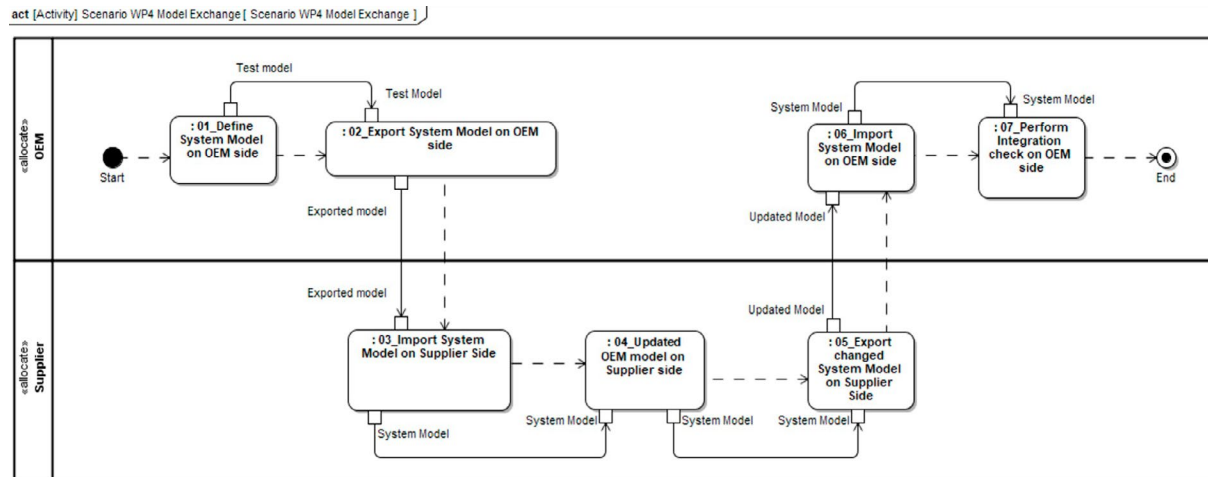 act [Activity] Scenario WP4 Model Exchange [ Scenario WP4 Model Exchange ]
«allocate»
OEM
Start
Test model
: 01_Define
System Model
on OEM side
Test Model
: 02_Export System Model on OEM
side
Exported model
System Model
: 06_Import
System Model
on OEM side
Updated Model
System Model
: 07_Perform
Integration
check on OEM
side
End
«allocate»
Supplier
Exported model
: 03_Import System
Model on Supplier Side
System Model
: 04_Updated
OEM model on
Supplier side
System Model
System Model
Updated Model
: 05_Export
changed
System Model
on Supplier
Side
System Model